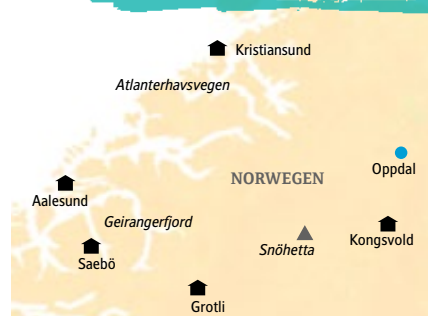 Kristiansund
Atlanterhavsvegen
Oppdal
NORWEGEN
Aalesund
Geirangerfjord
Kongsvold
Snöhetta
Saebö
Grotli